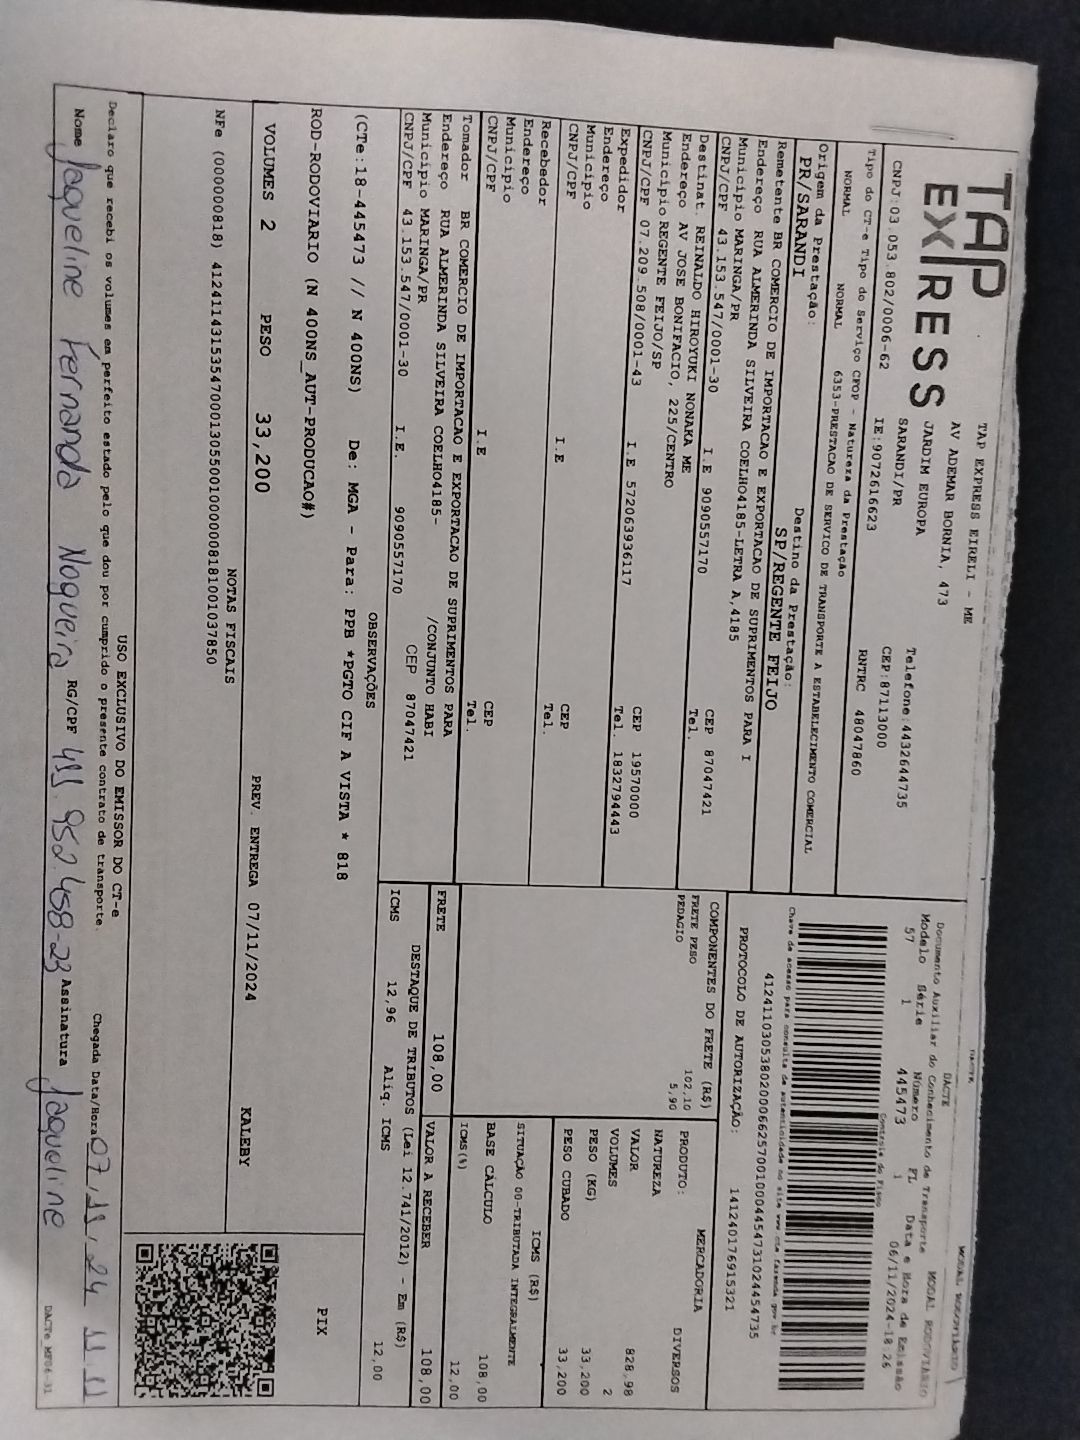 TAP
EXPRESS
TAP EXPRESS EIRELI - ME
AV ADEMAR BORNIA, 473
JARDIM EUROPA
SARANDI/PR
Telefone:4432644735
CEP:87113000
CNPJ:03.053.802/0006-62
IE:9072616623
RNTRC 48047860
Tipo do CT-e Tipo do Serviço CFOP - Natureza da Prestação
NORMAL NORMAL 6353-PRESTACAO DE SERVICO DE TRANSPORTE A ESTABELECIMENTO COMERCIAL
Origem da Prestação: Destino da Prestação:
PR/SARANDI SP/REGENTE FEIJO
Remetente BR COMERCIO DE IMPORTACAO E EXPORTACAO DE SUPRIMENTOS PARA I
Endereço RUA ALMERINDA SILVEIRA COELHO4185-LETRA A,4185
Município MARINGA/PR CEP 87047421
CNPJ/CPF 43.153.547/0001-30 I.E 9090557170 Tel.
Destinat. REINALDO HIROYUKI NONAKA ME
Endereço AV JOSE BONIFACIO, 225/CENTRO
Município REGENTE FEIJO/SP CEP 19570000
CNPJ/CPF 07.209.508/0001-43 I.E 572063936117 Tel. 1832794443
Expedidor
Endereço
Município CEP
CNPJ/CPF I.E Tel.
Recebedor
Endereço
Município CEP
CNPJ/CPF I.E Tel.
Tomador BR COMERCIO DE IMPORTACAO E EXPORTACAO DE SUPRIMENTOS PARA
Endereço RUA ALMERINDA SILVEIRA COELHO4185- /CONJUNTO HABI
Município MARINGA/PR CEP 87047421
CNPJ/CPF 43.153.547/0001-30 I.E. 9090557170
DACTE MODAL RODOVIARIO
Documento Auxiliar do Conhecimento de Transporte
Modelo Série Número FL Data e Hora de Emissão
57 1 445473 1 06/11/2024-18:26
Controle do Fisco
Chave de acesso para consulta de autenticidade no site www.cte.fazenda.gov.br
41241103053802000662570010004454731024454735
PROTOCOLO DE AUTORIZAÇÃO: 141240176915321
COMPONENTES DO FRETE (R$)
FRETE PESO 102,10
PEDAGIO 5,90
MERCADORIA
PRODUTO: DIVERSOS
NATUREZA
VALOR 828,98
VOLUMES 2
PESO (KG) 33,200
PESO CUBADO 33,200
ICMS (R$)
SITUAÇÃO 00-TRIBUTADA INTEGRALMENTE
BASE CÁLCULO 108,00
ICMS(%) 12,00
FRETE 108,00 VALOR A RECEBER 108,00
DESTAQUE DE TRIBUTOS (Lei 12.741/2012) - Em (R$)
ICMS 12,96 Aliq. ICMS 12,00
OBSERVAÇÕES
(CTe:18-445473 // N 400NS) De: MGA - Para: PPB *PGTO CIF A VISTA * 818
ROD-RODOVIARIO (N 400NS_AUT-PRODUCAO#)
PIX
VOLUMES 2 PESO 33,200 PREV. ENTREGA 07/11/2024 KALEBY
NOTAS FISCAIS
NFe (000000818) 41241143153547000130550010000008181001037850
USO EXCLUSIVO DO EMISSOR DO CT-e
Declaro que recebi os volumes em perfeito estado pelo que dou por cumprido o presente contrato de transporte. Chegada Data/Hora 07/11/24 11 11
Nome Jaqueline Fernanda Nogueira RG/CPF 411.952.458-23 Assinatura Jaqueline
DACTe_MF06-31